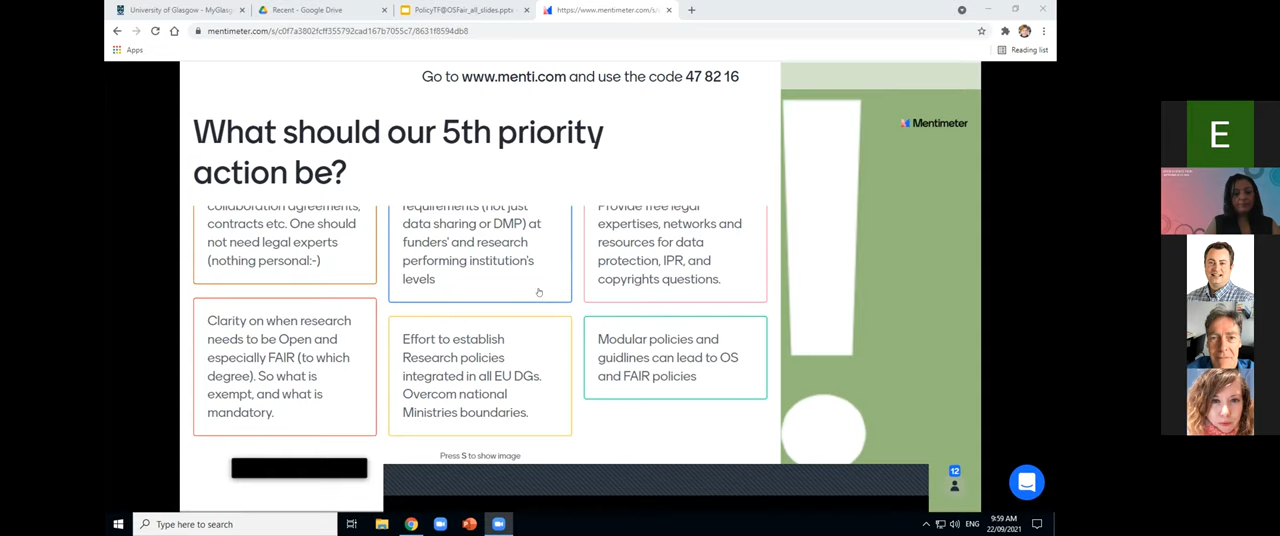 University of Glasgow - MyGlasg
Recent - Google Drive
PolicyTF@OSFair_all_slides.pptx -
https://www.mentimeter.com/s/c
mentimeter.com/s/c0f7a3802fcff355792cad167b7055c7/8631f8594db8
Apps
Reading list
Go to www.menti.com and use the code 47 82 16
Mentimeter
What should our 5th priority
action be?
collaboration agreements,
contracts etc. One should
not need legal experts
(nothing personal:-)
requirements (not just
data sharing or DMP) at
funders' and research
performing institution's
levels
Provide free legal
expertises, networks and
resources for data
protection, IPR, and
copyrights questions.
Clarity on when research
needs to be Open and
especially FAIR (to which
degree). So what is
exempt, and what is
mandatory.
Effort to establish
Research policies
integrated in all EU DGs.
Overcom national
Ministries boundaries.
Modular policies and
guidlines can lead to OS
and FAIR policies
Press S to show image
12
E
Type here to search
ENG
9:59 AM
22/09/2021